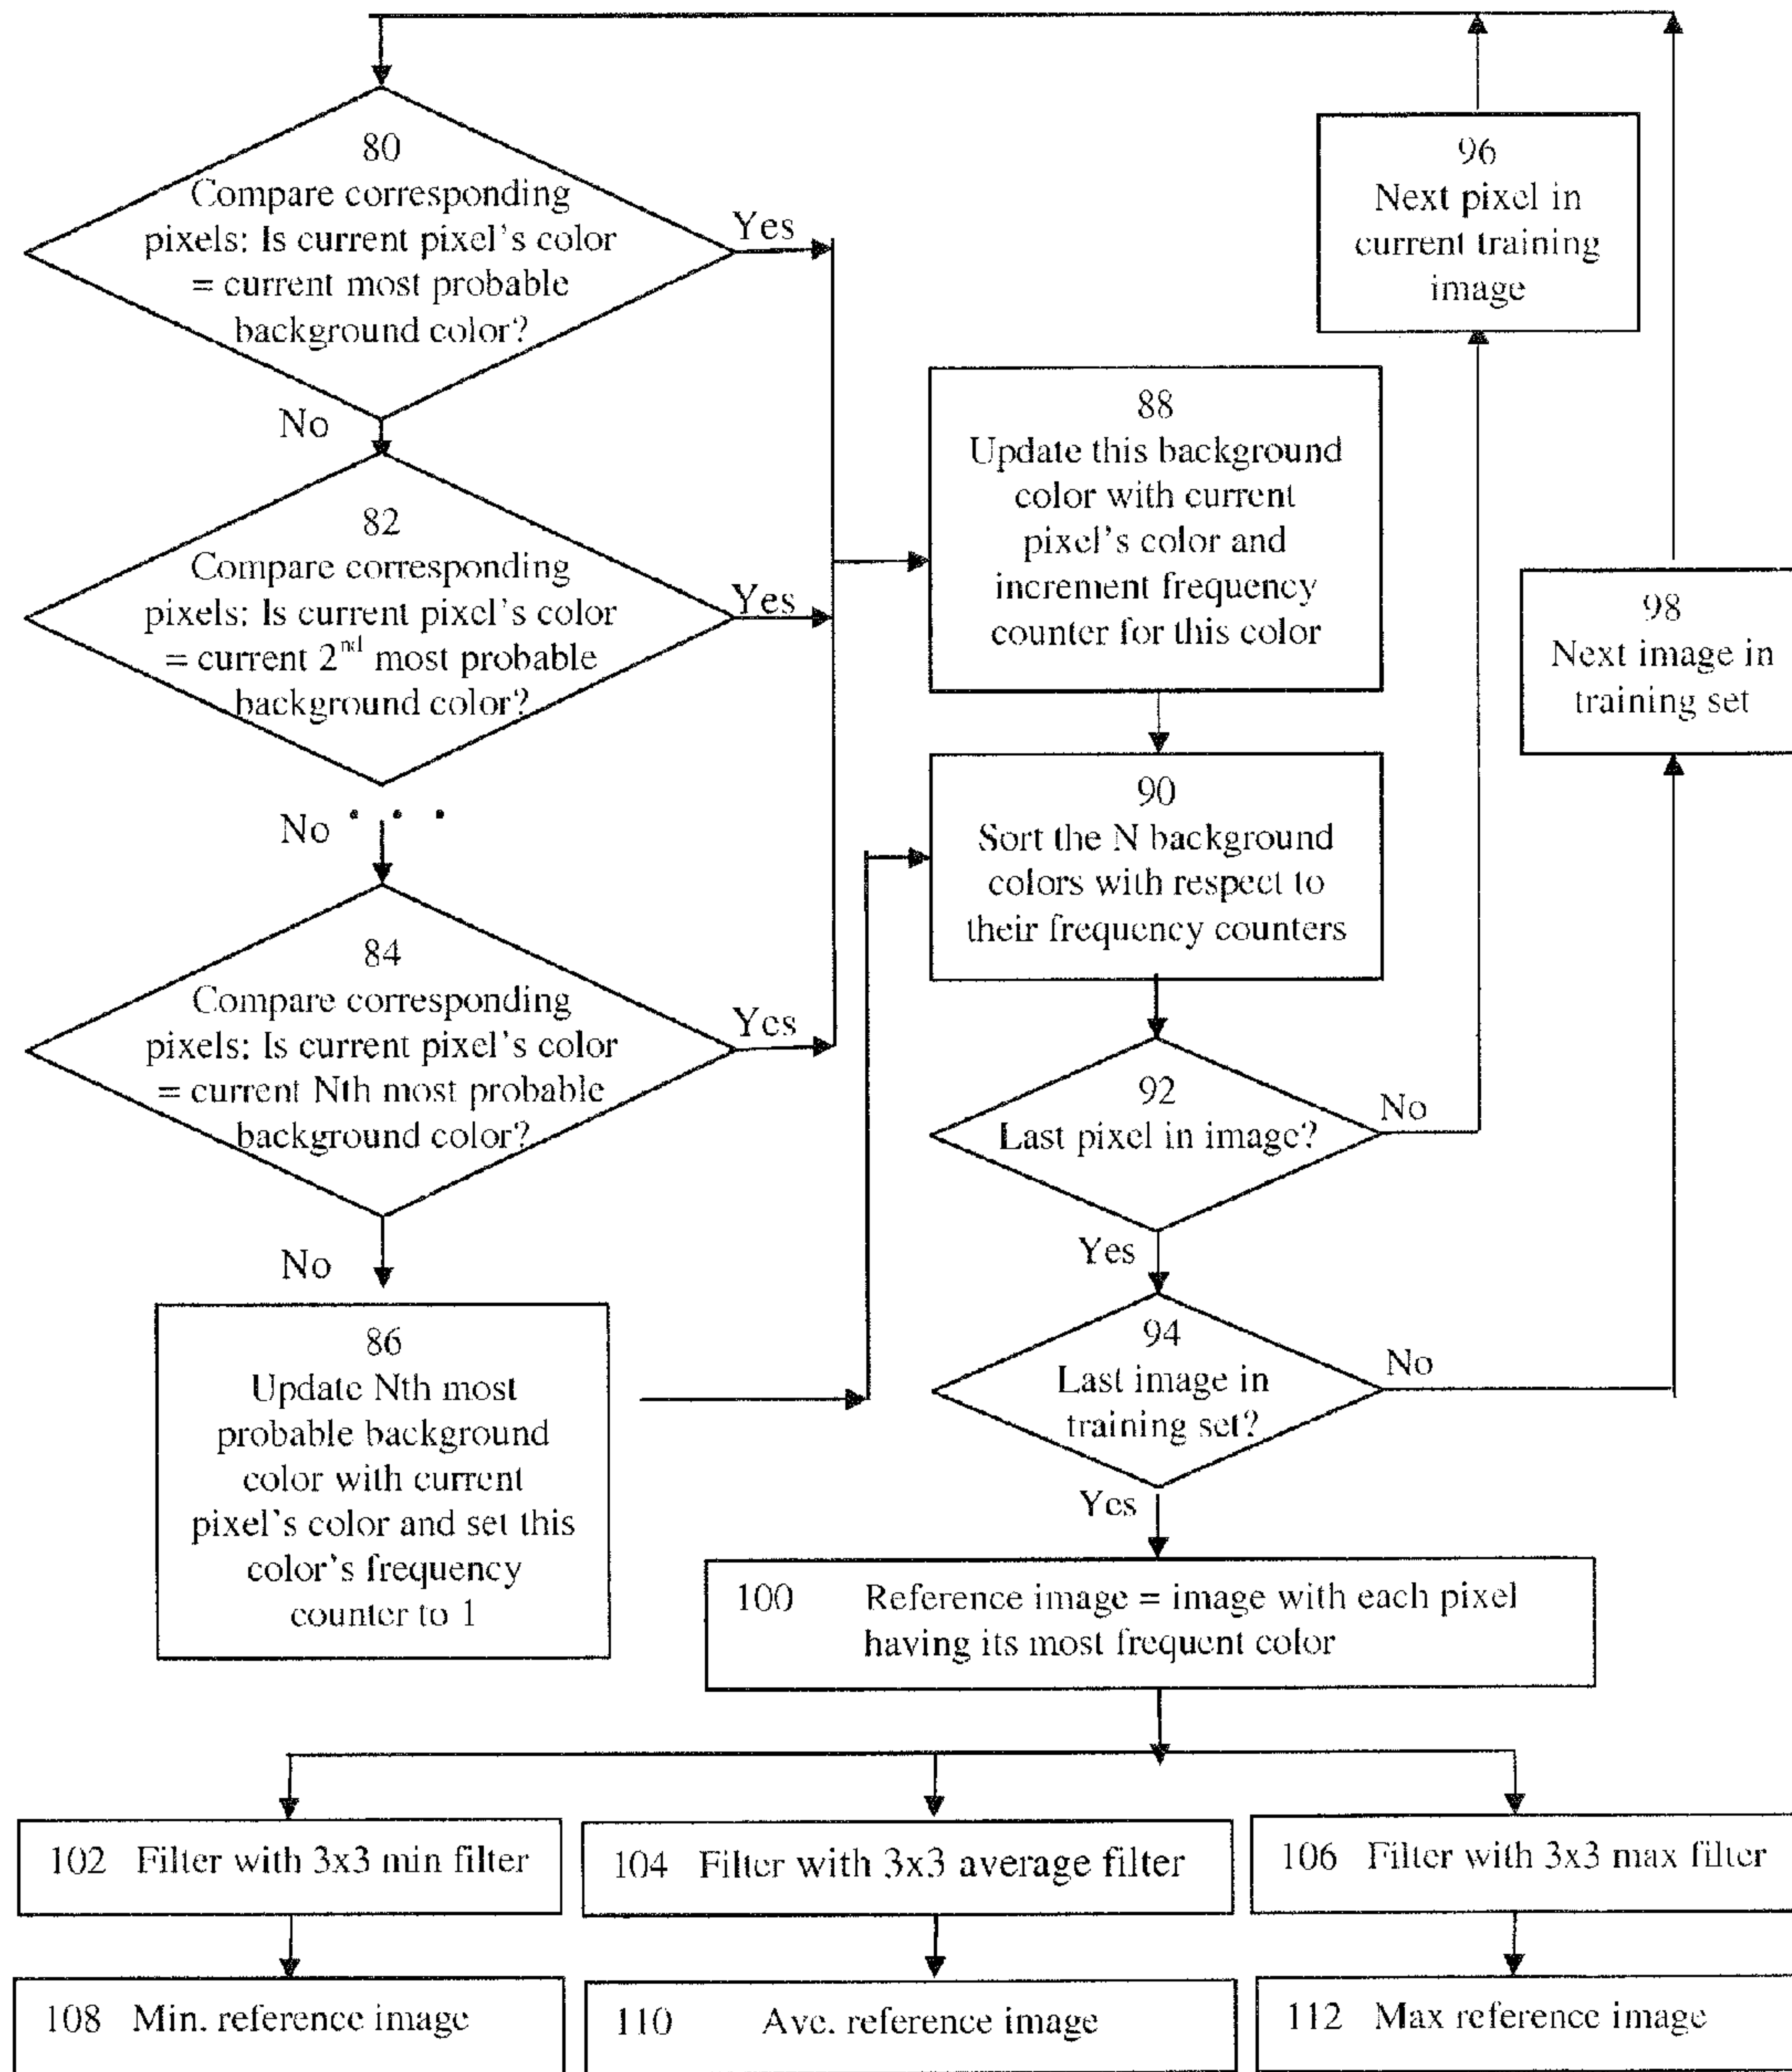 80
Compare corresponding
pixels: Is current pixel's color
= current most probable
background color?
Yes
No
82
Compare corresponding
pixels: Is current pixel's color
= current 2nd most probable
background color?
Yes
No
. . .
84
Compare corresponding
pixels: Is current pixel's color
= current Nth most probable
background color?
Yes
No
86
Update Nth most
probable background
color with current
pixel's color and set this
color's frequency
counter to 1
88
Update this background
color with current
pixel's color and
increment frequency
counter for this color
90
Sort the N background
colors with respect to
their frequency counters
92
Last pixel in image?
No
Yes
94
Last image in
training set?
No
Yes
96
Next pixel in
current training
image
98
Next image in
training set
100 Reference image = image with each pixel
having its most frequent color
102 Filter with 3x3 min filter
104 Filter with 3x3 average filter
106 Filter with 3x3 max filter
108 Min. reference image
110 Ave. reference image
112 Max reference image